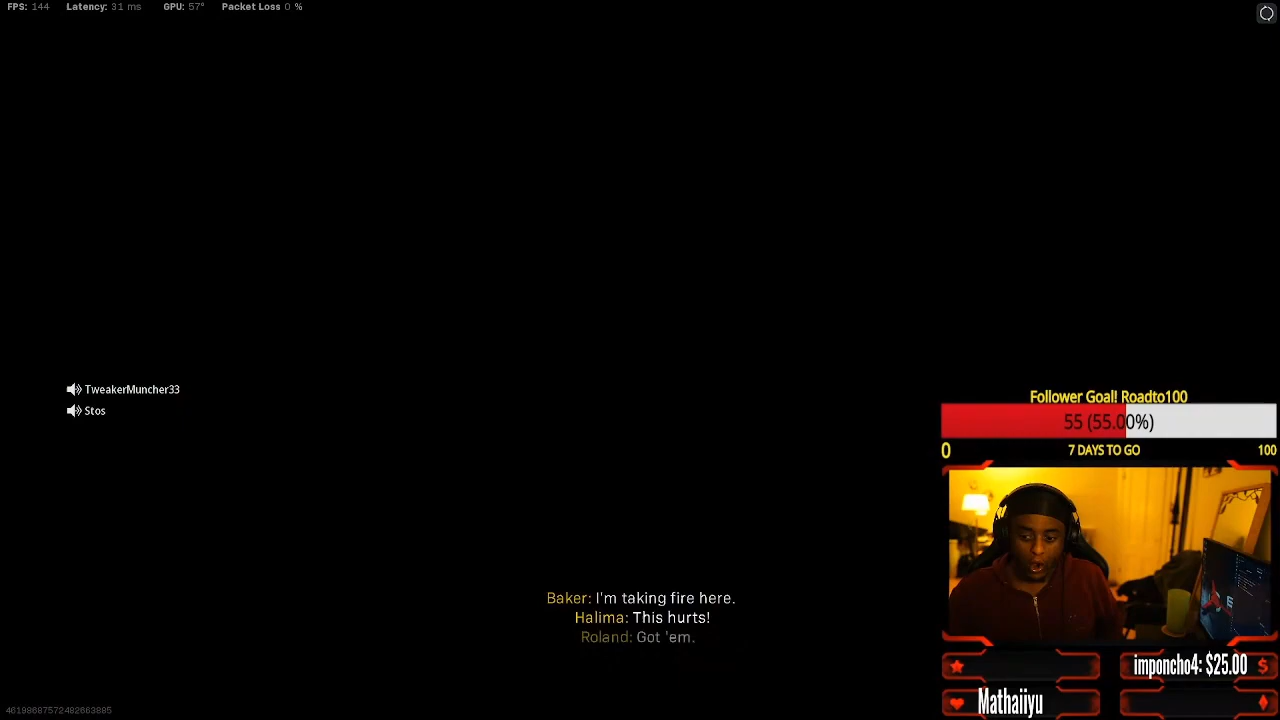 FPS: 144 Latency: 31 ms GPU: 57° Packet Loss 0 %
TweakerMuncher33
Stos
Follower Goal! Roadto100
55 (55.00%)
0 7 DAYS TO GO 100
Baker: I'm taking fire here.
Halima: This hurts!
Roland: Got 'em.
imponcho4: $25.00
Mathaiiyu